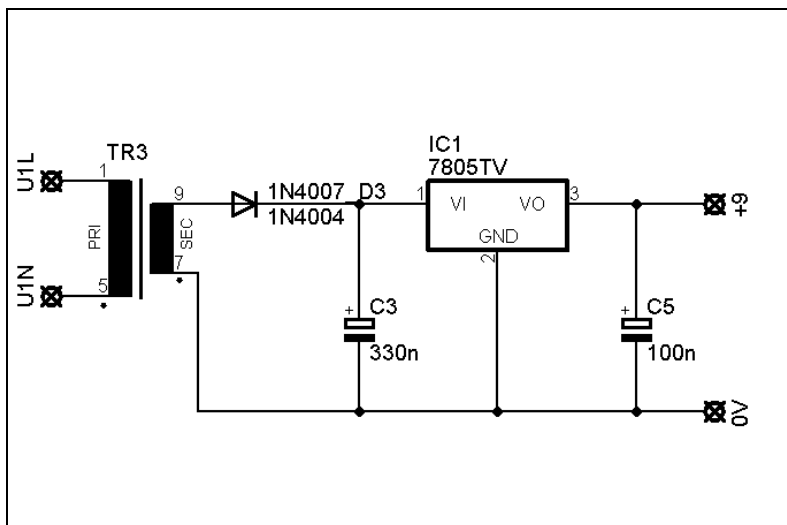 IC1
7805TV
TR3
U1L
1
9
1N4007
D3
1N4004
1
VI
VO
3
+9
GND
2
PRI
SEC
5
7
U1N
+
C3
330n
+
C5
100n
0V